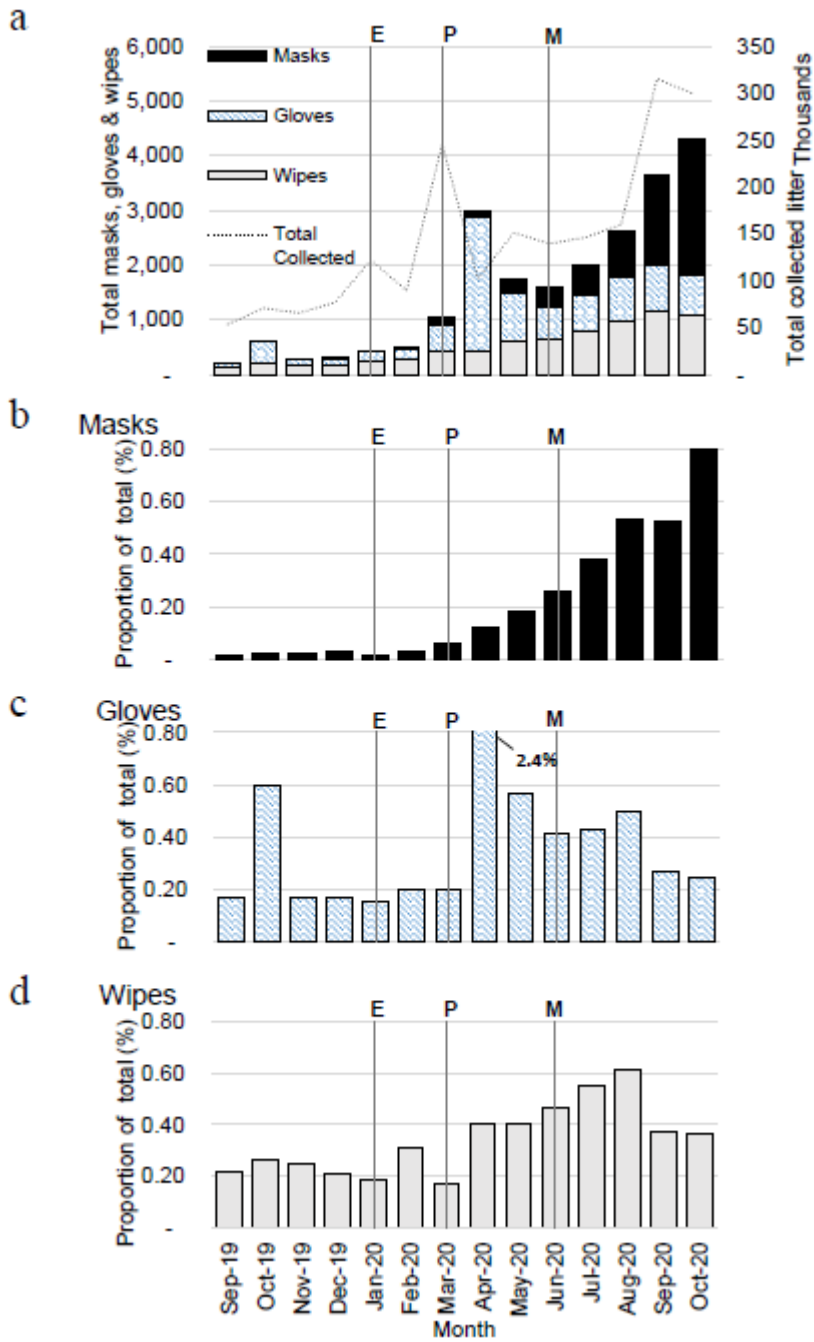 a
E P M
6,000 350
Masks
5,000 300
Gloves
4,000 250
200
3,000
Wipes
150
2,000
Total
Collected
100
1,000
50
- -
Total masks, gloves & wipes
Total collected litter Thousands
b Masks
E P M
0.80
0.60
0.40
0.20
-
Proportion of total (%)
c Gloves
E P M
0.80
2.4%
0.60
0.40
0.20
-
Proportion of total (%)
d Wipes
E P M
0.80
0.60
0.40
0.20
-
Proportion of total (%)
Sep-19 Oct-19 Nov-19 Dec-19 Jan-20 Feb-20 Mar-20 Apr-20 May-20 Jun-20 Jul-20 Aug-20 Sep-20 Oct-20
Month